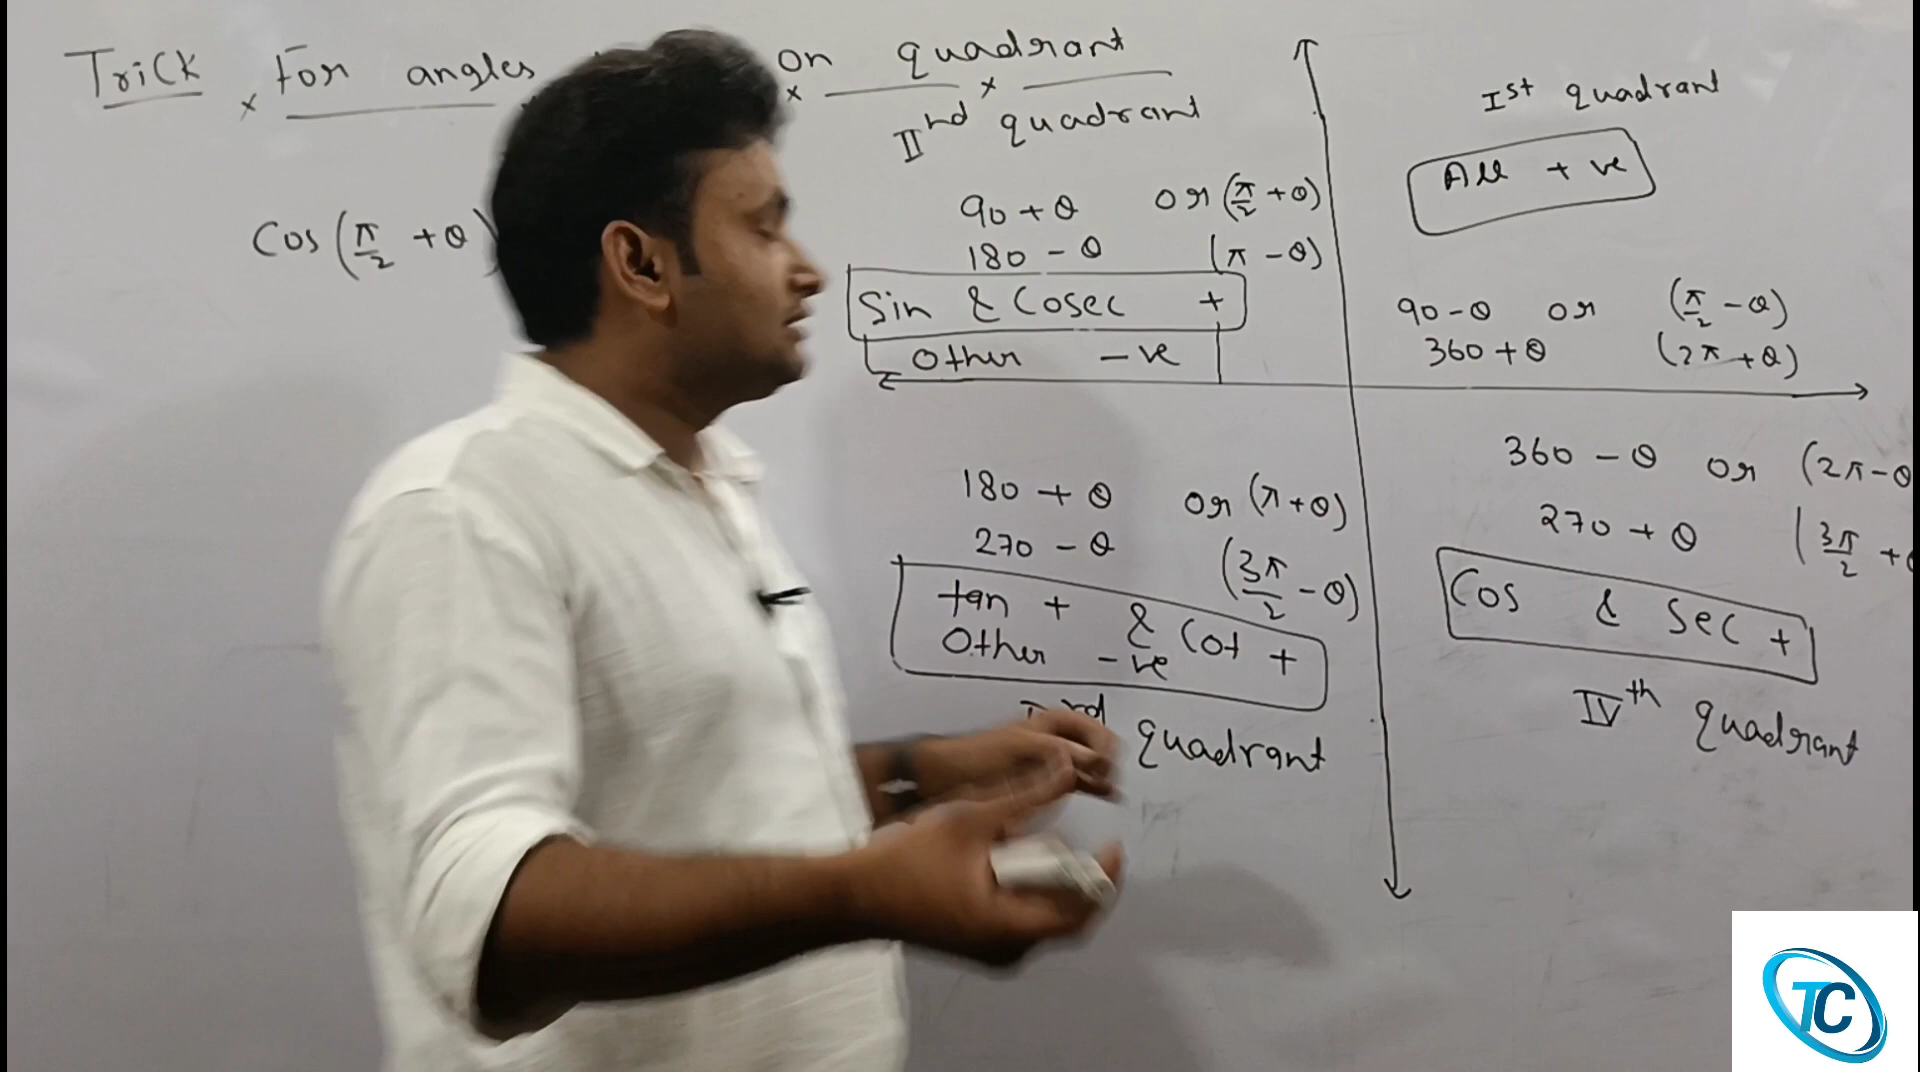 Trick For angles on quadrant
Cos(π/2 + θ)
IInd quadrant
90 + θ or (π/2 + θ)
180 - θ (π - θ)
Sin & Cosec +
Other - ve
Ist quadrant
All + ve
90 - θ or (π/2 - θ)
360 + θ (2π + θ)
180 + θ or (π + θ)
270 - θ (3π/2 - θ)
tan + & Cot +
Other - ve
rd quadrant
360 - θ or (2π - θ
270 + θ (3π/2 + θ
Cos & Sec +
IVth quadrant
TC